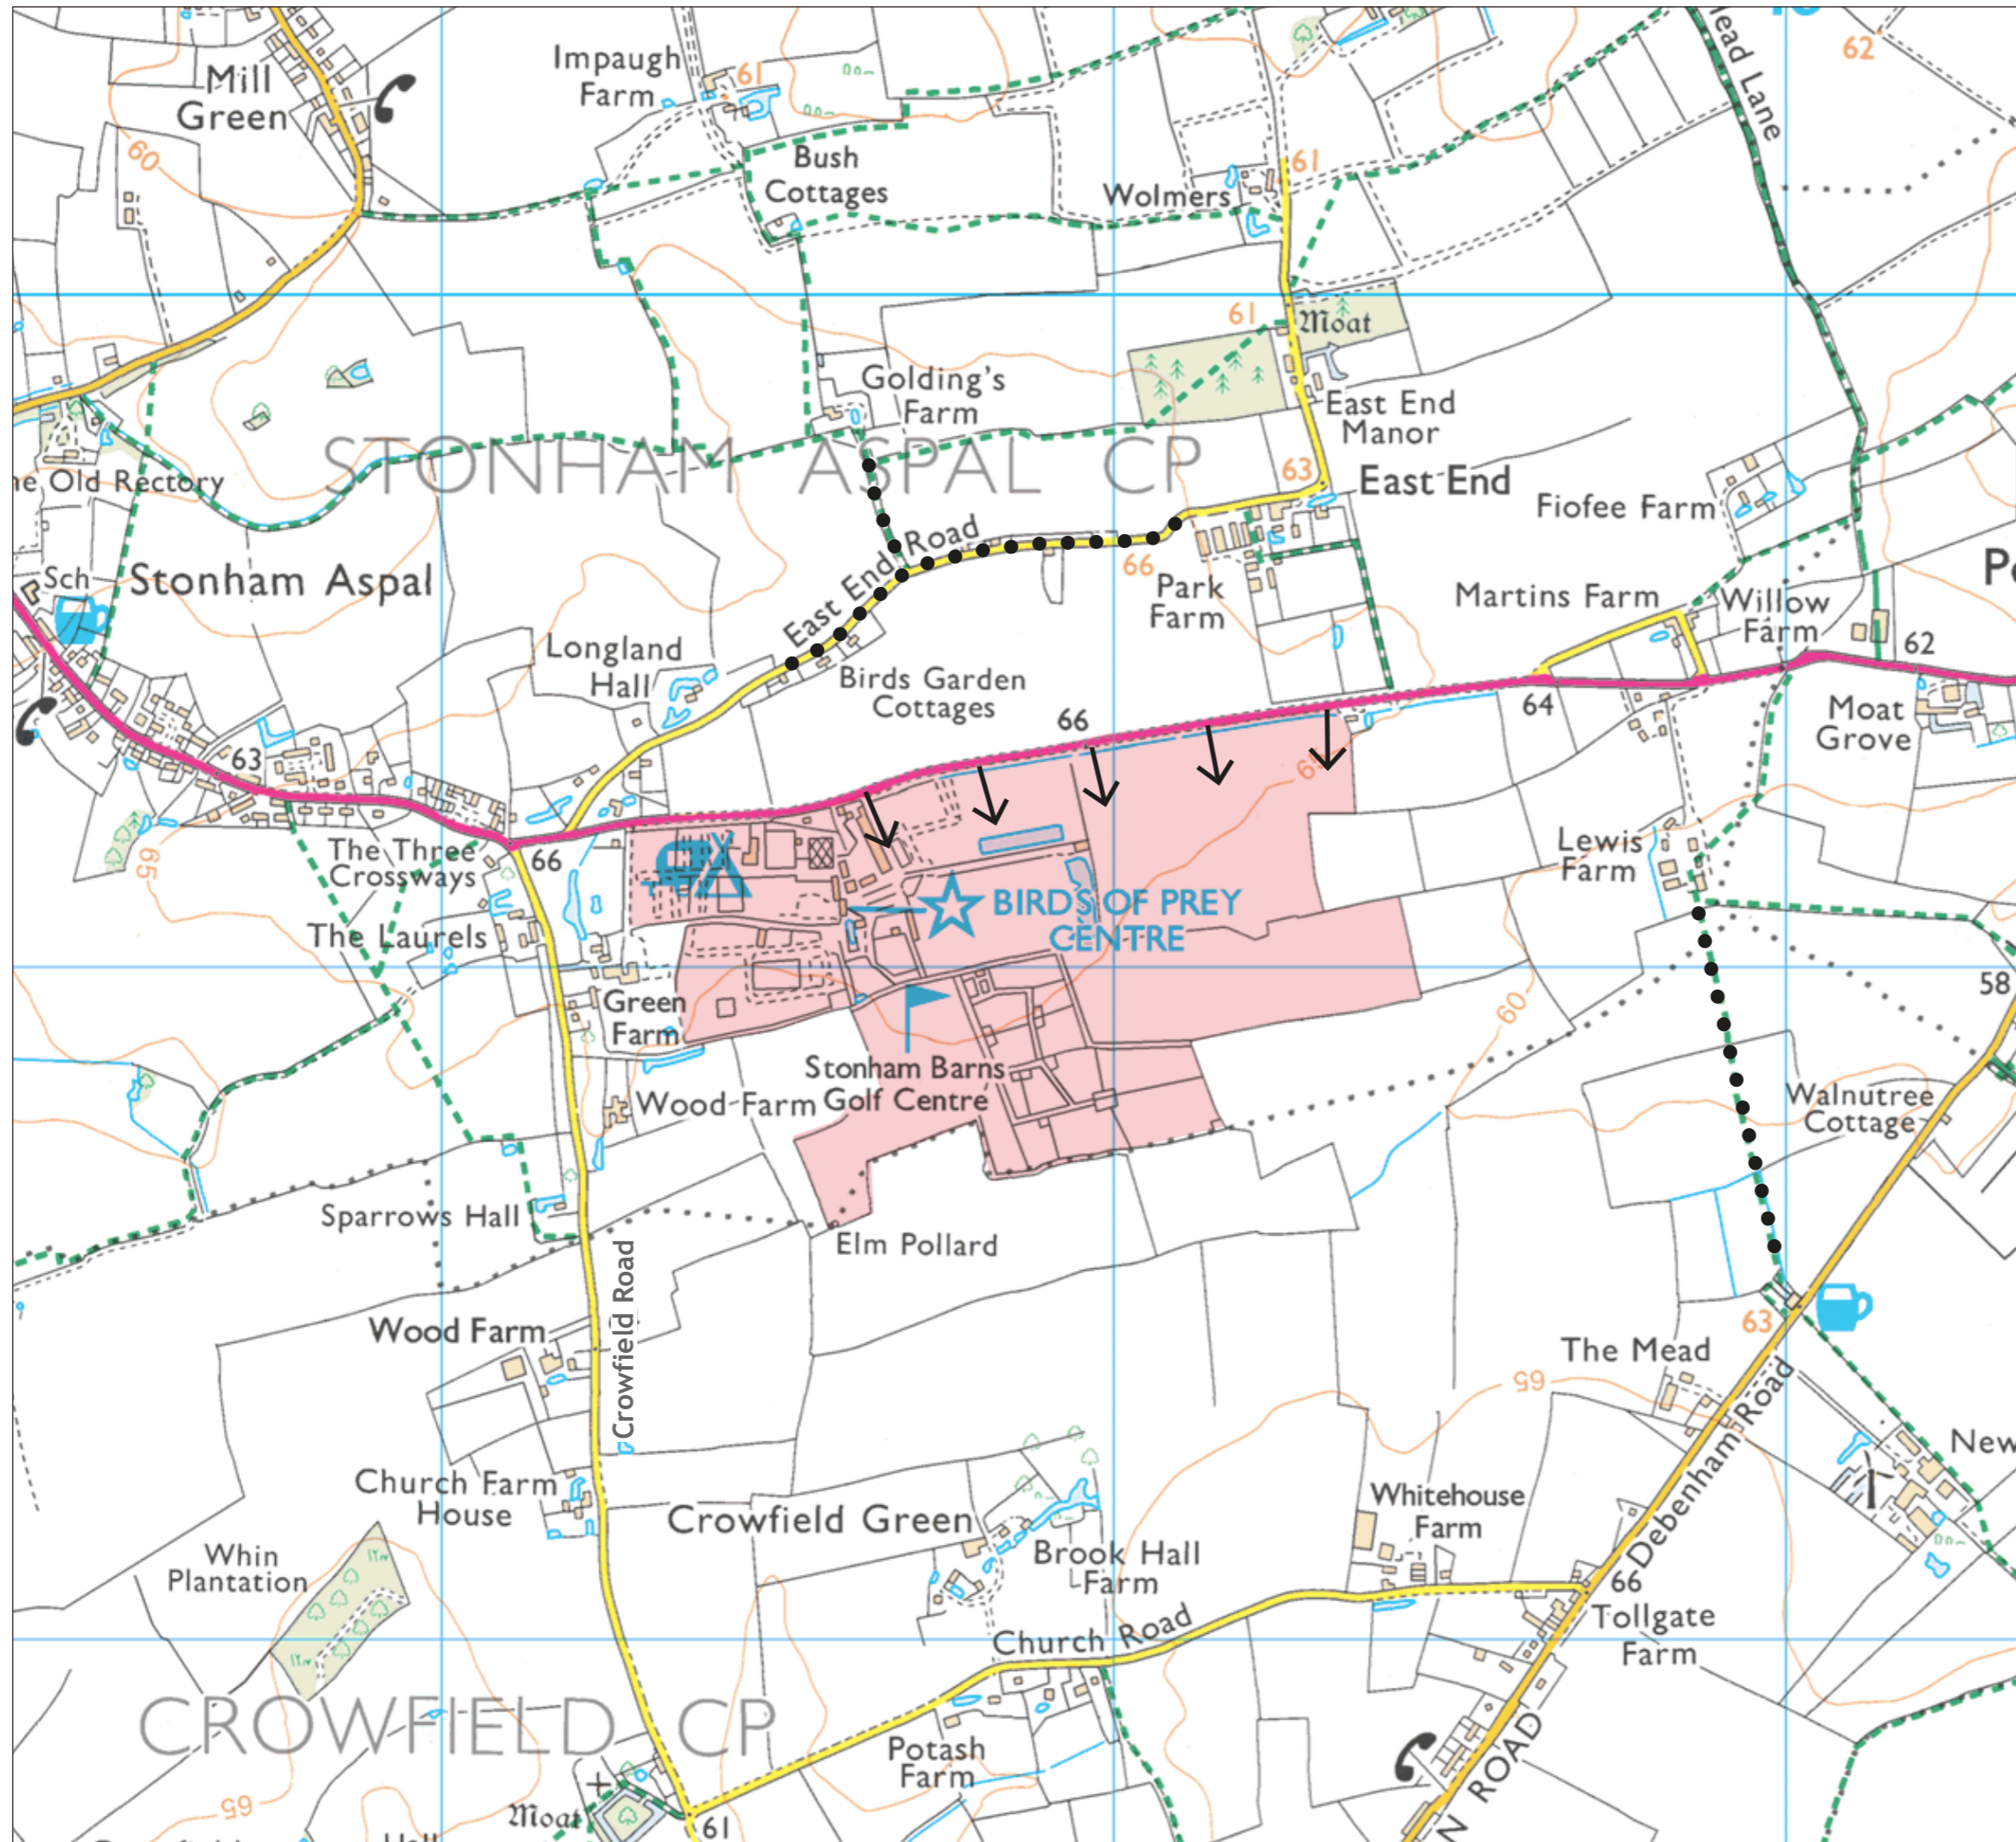 Mill
Green
Impaugh
Farm
61
Mead Lane
62
60
Bush
Cottages
Wolmers
61
61
Moat
Golding's
Farm
East End
Manor
STONHAM ASPAL CP
63
East End
The Old Rectory
Fiofee Farm
East End Road
66
Sch
Stonham Aspal
Park
Farm
Martins Farm
Willow
Farm
62
Longland
Hall
Birds Garden
Cottages
66
64
Moat
Grove
63
65
The Three
Crossways
66
65
Lewis
Farm
BIRDS OF PREY
CENTRE
The Laurels
58
Green
Farm
60
Stonham Barns
Golf Centre
Wood Farm
Walnutree
Cottage
Sparrows Hall
Elm Pollard
Crowfield Road
Wood Farm
63
The Mead
65
Debenham Road
New
Church Farm
House
Crowfield Green
Whitehouse
Farm
Whin
Plantation
Brook Hall
Farm
66
Church Road
Tollgate
Farm
CROWFIELD CP
Potash
Farm
N ROAD
65
Moat
61